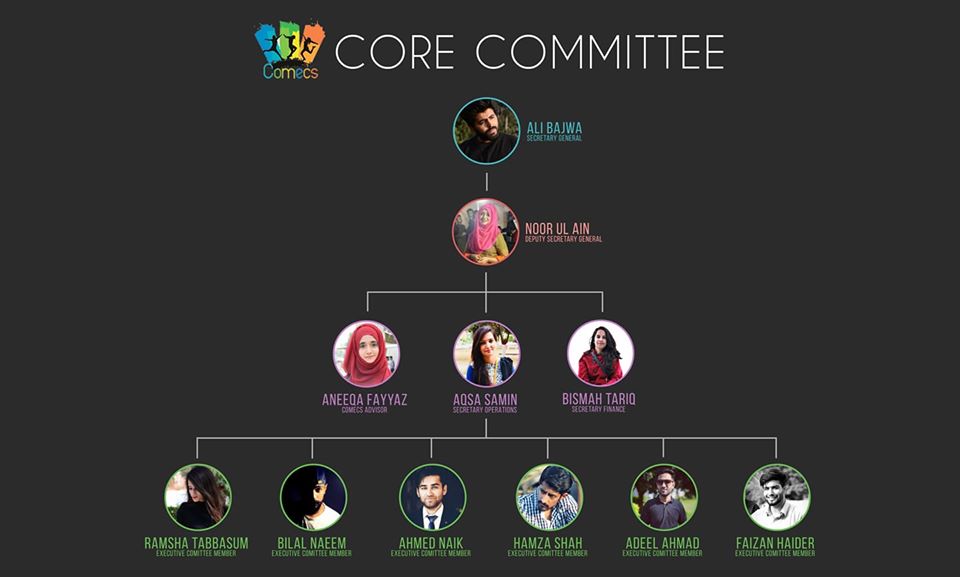 Comecs
CORE COMMITTEE
ALI BAJWA
SECRETARY GENERAL
NOOR UL AIN
DEPUTY SECRETARY GENERAL
ANEEQA FAYYAZ
COMECS ADVISOR
AQSA SAMIN
SECRETARY OPERATIONS
BISMAH TARIQ
SECRETARY FINANCE
RAMSHA TABBASUM
EXECUTIVE COMITTEE MEMBER
BILAL NAEEM
EXECUTIVE COMITTEE MEMBER
AHMED NAIK
EXECUTIVE COMITTEE MEMBER
HAMZA SHAH
EXECUTIVE COMITTEE MEMBER
ADEEL AHMAD
EXECUTIVE COMITTEE MEMBER
FAIZAN HAIDER
EXECUTIVE COMITTEE MEMBER